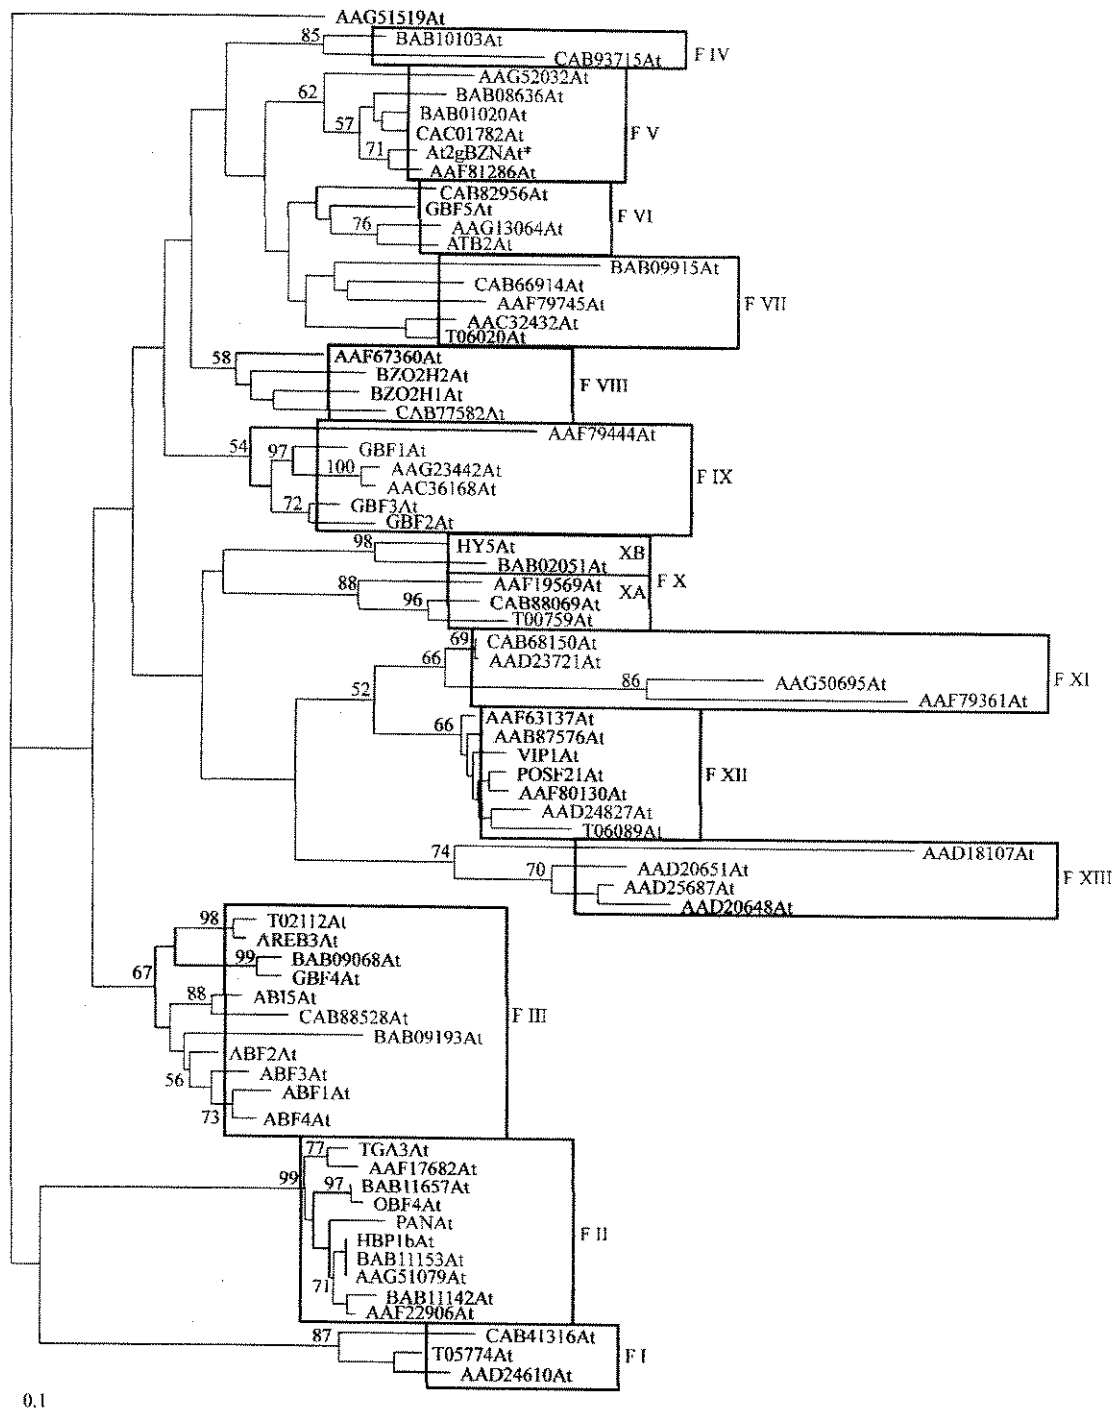 AAG51519At
85 BAB10103At
CAB93715At F IV
AAG52032At
62 BAB08636At
BAB01020At
57 CAC01782At F V
71 At2gBZNAt*
AAF81286At
CAB82956At
GBF5At F VI
76 AAG13064At
ATB2At
BAB09915At
CAB66914At
AAF79745At F VII
AAC32432At
T06020At
58 AAF67360At
BZO2H2At F VIII
BZO2H1At
CAB77582At
AAF79444At
54 97 GBF1At
100 AAG23442At F IX
AAC36168At
72 GBF3At
GBF2At
98 HY5At XB
BAB02051At F X
88 AAF19569At XA
96 CAB88069At
T00759At
69 CAB68150At
66 AAD23721At
86 AAG50695At F XI
52 AAF79361At
66 AAF63137At
AAB87576At
VIP1At
POSF21At F XII
AAF80130At
AAD24827At
T06089At
74 AAD18107At
70 AAD20651At
AAD25687At F XIII
AAD20648At
98 T02112At
AREB3At
99 BAB09068At
67 GBF4At
88 ABI5At
CAB88528At F III
BAB09193At
ABF2At
56 ABF3At
ABF1At
73 ABF4At
77 TGA3At
AAF17682At
99 97 BAB11657At
OBF4At
PANAt
HBP1bAt F II
BAB11153At
71 AAG51079At
BAB11142At
AAF22906At
87 CAB41316At
T05774At F I
AAD24610At
0.1